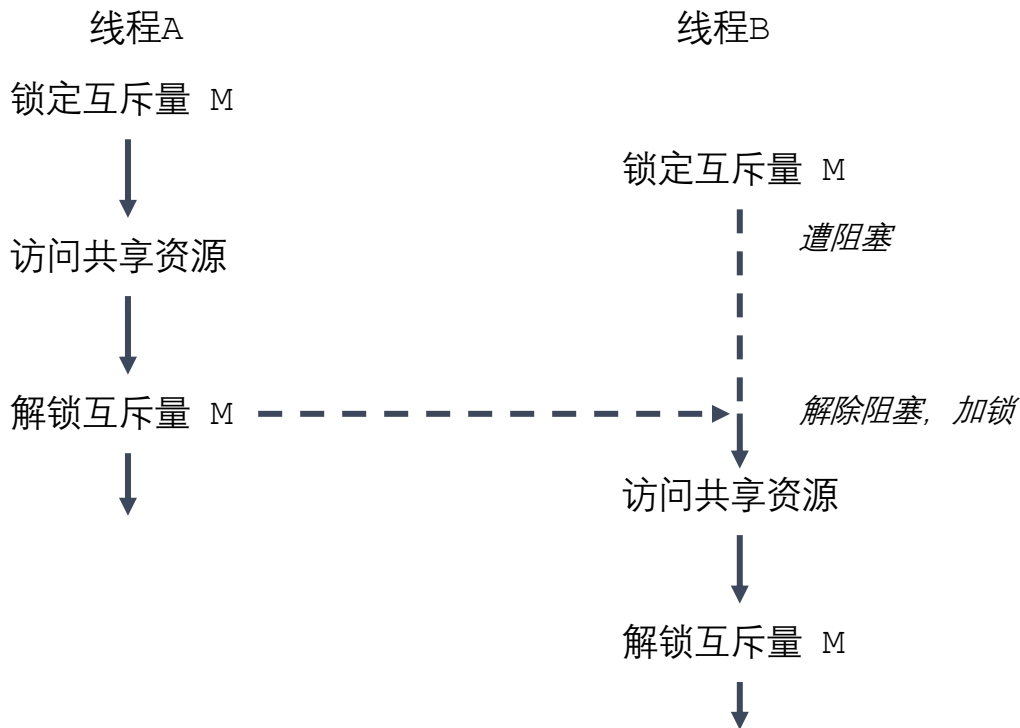 线程A
线程B
锁定互斥量 M
锁定互斥量 M
遭阻塞
访问共享资源
解锁互斥量 M
解除阻塞, 加锁
访问共享资源
解锁互斥量 M